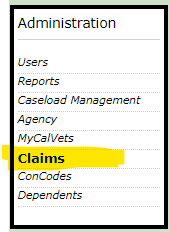 Administration
Users
Reports
Caseload Management
Agency
MyCalVets
Claims
ConCodes
Dependents